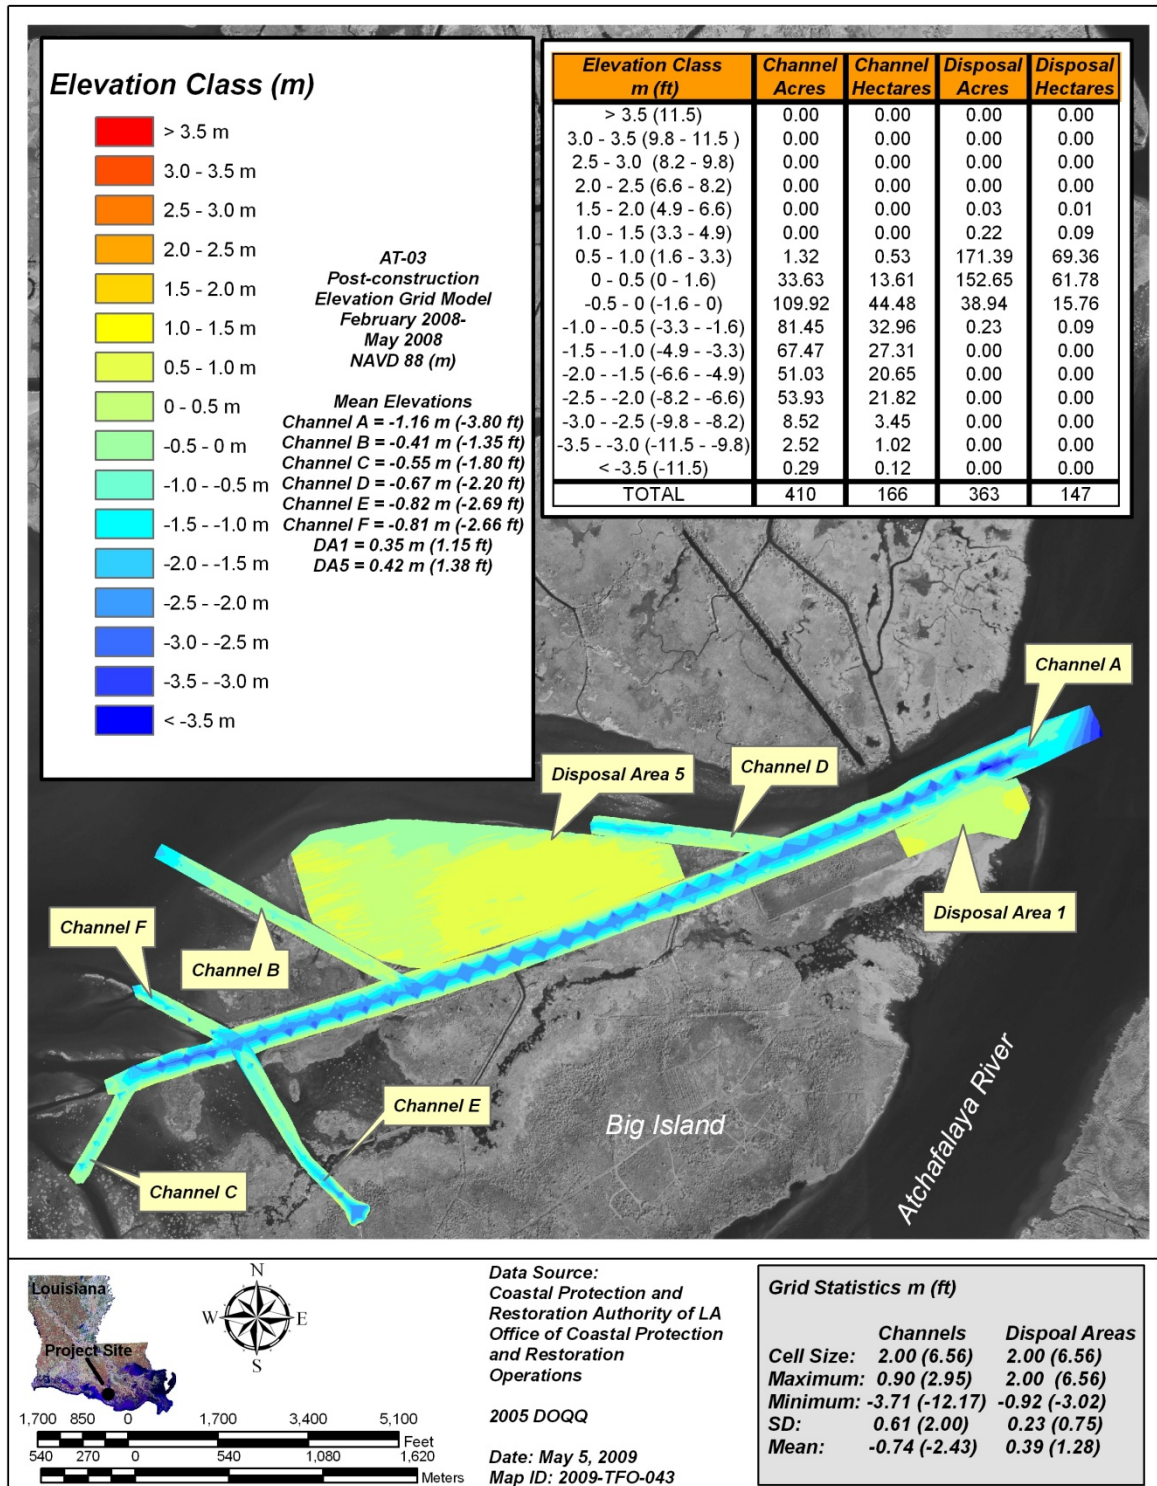 Elevation Class (m)
> 3.5 m
3.0 - 3.5 m
2.5 - 3.0 m
2.0 - 2.5 m
1.5 - 2.0 m
1.0 - 1.5 m
0.5 - 1.0 m
0 - 0.5 m
-0.5 - 0 m
-1.0 - -0.5 m
-1.5 - -1.0 m
-2.0 - -1.5 m
-2.5 - -2.0 m
-3.0 - -2.5 m
-3.5 - -3.0 m
< -3.5 m
AT-03
Post-construction
Elevation Grid Model
February 2008-
May 2008
NAVD 88 (m)
Mean Elevations
Channel A = -1.16 m (-3.80 ft)
Channel B = -0.41 m (-1.35 ft)
Channel C = -0.55 m (-1.80 ft)
Channel D = -0.67 m (-2.20 ft)
Channel E = -0.82 m (-2.69 ft)
Channel F = -0.81 m (-2.66 ft)
DA1 = 0.35 m (1.15 ft)
DA5 = 0.42 m (1.38 ft)
Elevation Class m (ft) Channel Acres Channel Hectares Disposal Acres Disposal Hectares
> 3.5 (11.5) 0.00 0.00 0.00 0.00
3.0 - 3.5 (9.8 - 11.5 ) 0.00 0.00 0.00 0.00
2.5 - 3.0 (8.2 - 9.8) 0.00 0.00 0.00 0.00
2.0 - 2.5 (6.6 - 8.2) 0.00 0.00 0.00 0.00
1.5 - 2.0 (4.9 - 6.6) 0.00 0.00 0.03 0.01
1.0 - 1.5 (3.3 - 4.9) 0.00 0.00 0.22 0.09
0.5 - 1.0 (1.6 - 3.3) 1.32 0.53 171.39 69.36
0 - 0.5 (0 - 1.6) 33.63 13.61 152.65 61.78
-0.5 - 0 (-1.6 - 0) 109.92 44.48 38.94 15.76
-1.0 - -0.5 (-3.3 - -1.6) 81.45 32.96 0.23 0.09
-1.5 - -1.0 (-4.9 - -3.3) 67.47 27.31 0.00 0.00
-2.0 - -1.5 (-6.6 - -4.9) 51.03 20.65 0.00 0.00
-2.5 - -2.0 (-8.2 - -6.6) 53.93 21.82 0.00 0.00
-3.0 - -2.5 (-9.8 - -8.2) 8.52 3.45 0.00 0.00
-3.5 - -3.0 (-11.5 - -9.8) 2.52 1.02 0.00 0.00
< -3.5 (-11.5) 0.29 0.12 0.00 0.00
TOTAL 410 166 363 147
Channel A
Channel D
Disposal Area 5
Disposal Area 1
Channel F
Channel B
Channel E
Channel C
Big Island
Atchafalaya River
Louisiana
Project Site
N
W E
S
1,700 850 0 1,700 3,400 5,100
Feet
540 270 0 540 1,080 1,620
Meters
Data Source:
Coastal Protection and
Restoration Authority of LA
Office of Coastal Protection
and Restoration
Operations
2005 DOQQ
Date: May 5, 2009
Map ID: 2009-TFO-043
Grid Statistics m (ft)
Channels Dispoal Areas
Cell Size: 2.00 (6.56) 2.00 (6.56)
Maximum: 0.90 (2.95) 2.00 (6.56)
Minimum: -3.71 (-12.17) -0.92 (-3.02)
SD: 0.61 (2.00) 0.23 (0.75)
Mean: -0.74 (-2.43) 0.39 (1.28)